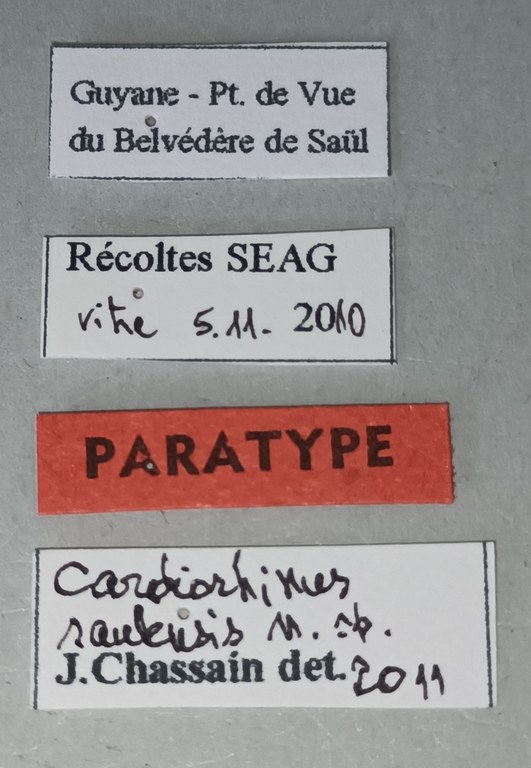 Guyane - Pt. de Vue
du Belvédère de Saül
Récoltes SEAG
vitre 5.11. 2010
PARATYPE
Cardiorhinus
saulensis n. sp.
J.Chassain det. 2011